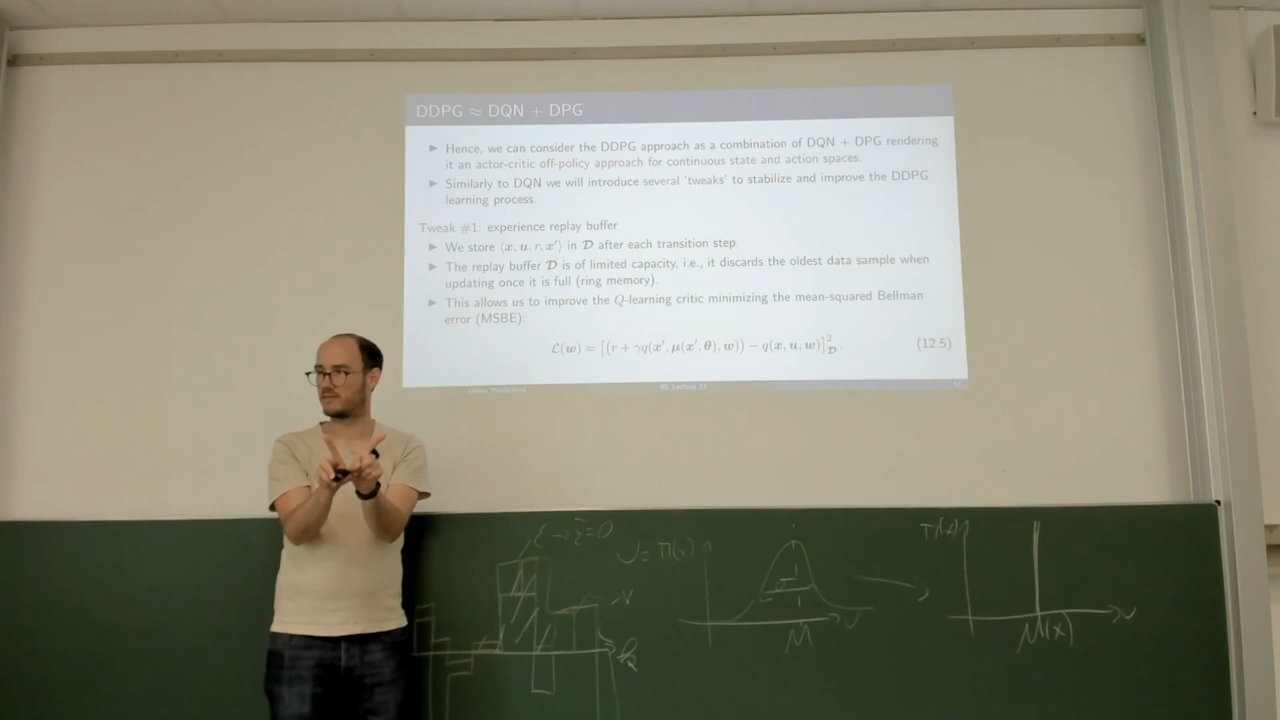 DDPG ≈ DQN + DPG
▶ Hence, we can consider the DDPG approach as a combination of DQN + DPG rendering
it an actor-critic off-policy approach for continuous state and action spaces.
▶ Similarly to DQN we will introduce several 'tweaks' to stabilize and improve the DDPG
learning process.
Tweak #1: experience replay buffer
▶ We store ⟨x, u, r, x′⟩ in 𝒟 after each transition step.
▶ The replay buffer 𝒟 is of limited capacity, i.e., it discards the oldest data sample when
updating once it is full (ring memory).
▶ This allows us to improve the Q-learning critic minimizing the mean-squared Bellman
error (MSBE):
ℒ(w) = [(r + γq(x′, μ(x′, θ), w)) − q(x, u, w)]²𝒟 . (12.5)
RL Lecture 12
U = Π(x)
μ
U
Π(x)
μ(x)
U
k